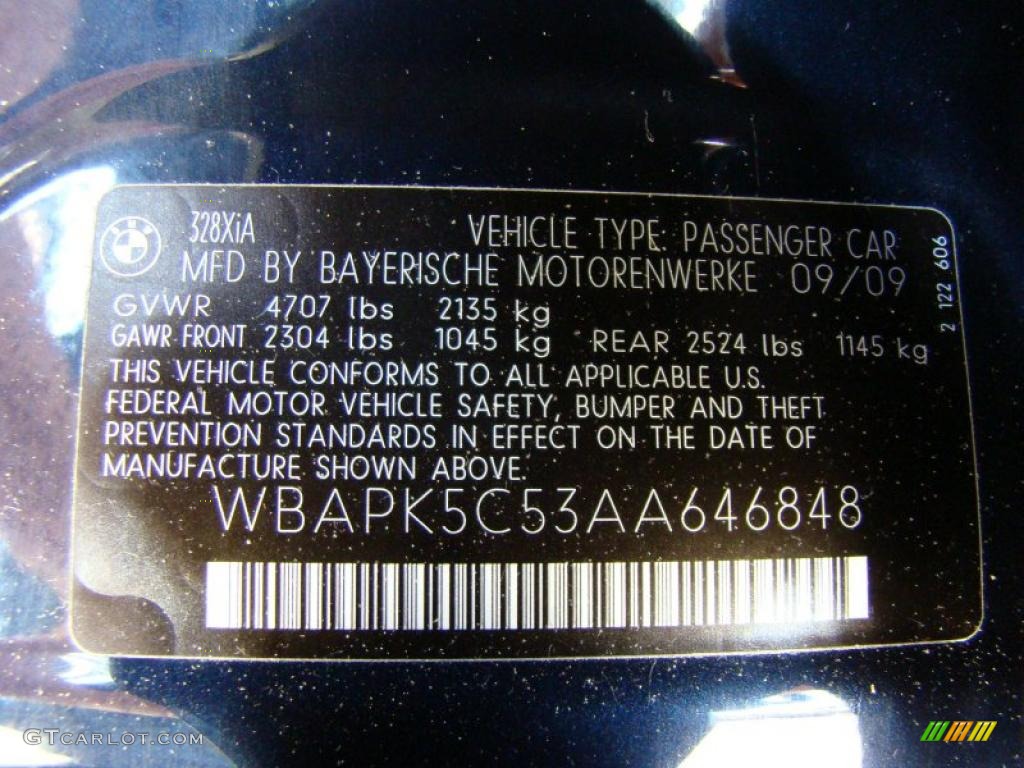 328XiA
VEHICLE TYPE: PASSENGER CAR
MFD BY BAYERISCHE MOTORENWERKE 09/09
GVWR 4707 lbs 2135 kg
GAWR FRONT 2304 lbs 1045 kg REAR 2524 lbs 1145 kg
THIS VEHICLE CONFORMS TO ALL APPLICABLE U.S.
FEDERAL MOTOR VEHICLE SAFETY, BUMPER AND THEFT
PREVENTION STANDARDS IN EFFECT ON THE DATE OF
MANUFACTURE SHOWN ABOVE.
WBAPK5C53AA646848
2 122 606
GTCARLOT.COM